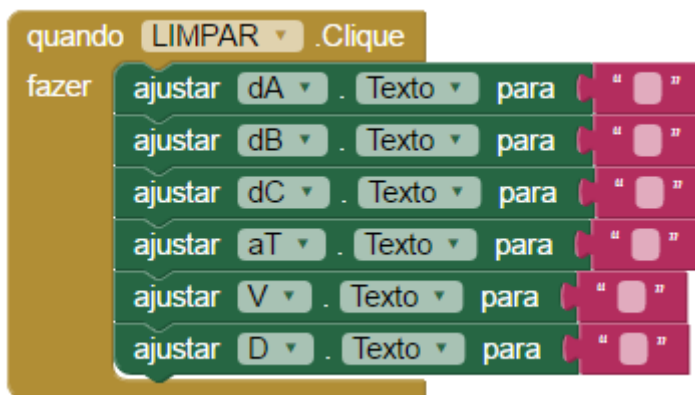 quando LIMPAR .Clique
fazer ajustar dA . Texto para “ ”
ajustar dB . Texto para “ ”
ajustar dC . Texto para “ ”
ajustar aT . Texto para “ ”
ajustar V . Texto para “ ”
ajustar D . Texto para “ ”